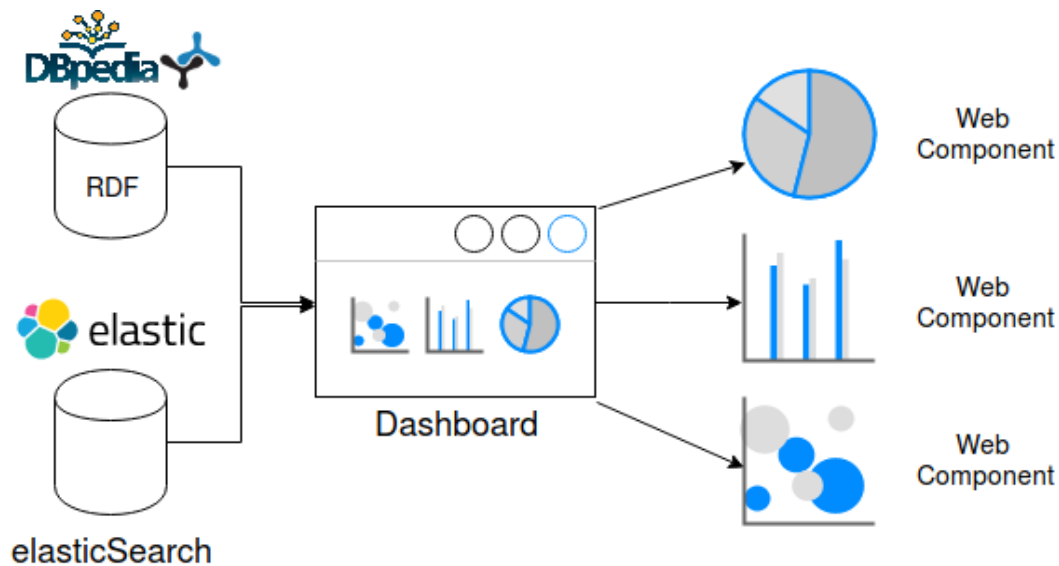 DBpedia
RDF
elastic
elasticSearch
Dashboard
Web
Component
Web
Component
Web
Component